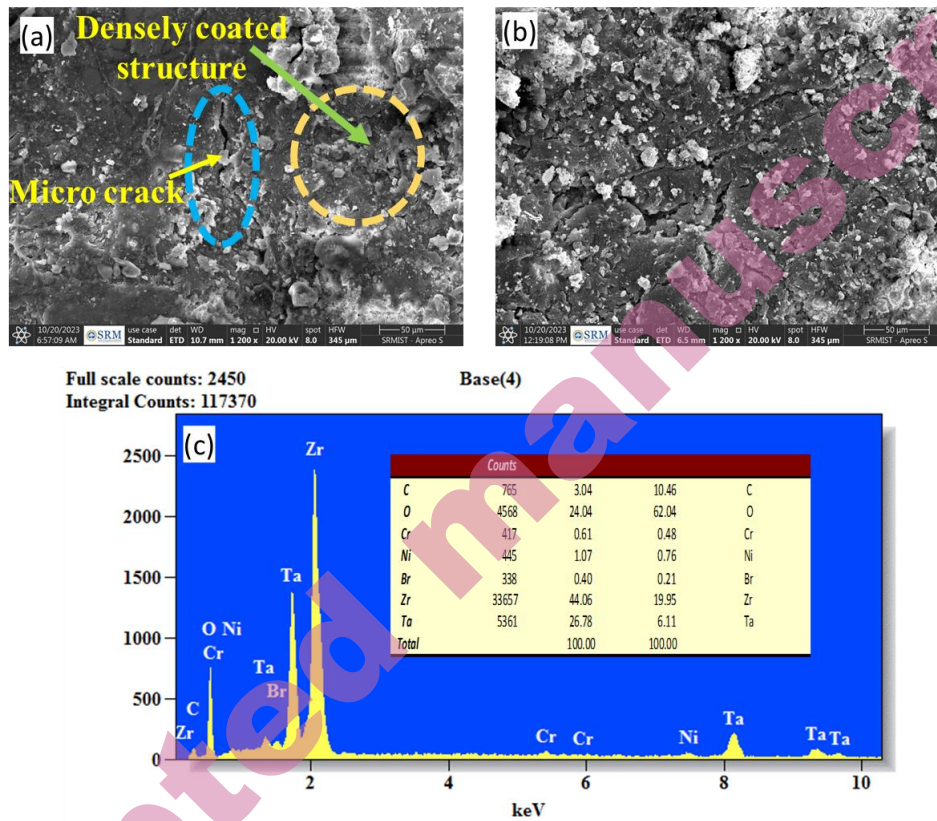 (a)
Densely coated
structure
Micro crack
10/20/2023 use case det WD mag HV spot HFW 50 µm
6:57:09 AM SRM Standard ETD 10.7 mm 1 200 x 20.00 kV 8.0 345 µm SRMIST - Apreo S
(b)
10/20/2023 use case det WD mag HV spot HFW 50 µm
12:19:08 PM SRM Standard ETD 6.5 mm 1 200 x 20.00 kV 8.0 345 µm SRMIST - Apreo S
Full scale counts: 2450 Base(4)
Integral Counts: 117370
(c)
Zr
Ta
O Ni
Cr
Ta
Br
C
Zr
Cr Cr Ni Ta Ta Ta
2500
2000
1500
1000
500
0
2 4 6 8 10
keV
Counts
C 765 3.04 10.46 C
O 4568 24.04 62.04 O
Cr 417 0.61 0.48 Cr
Ni 445 1.07 0.76 Ni
Br 338 0.40 0.21 Br
Zr 33657 44.06 19.95 Zr
Ta 5361 26.78 6.11 Ta
Total 100.00 100.00
ted manuscr